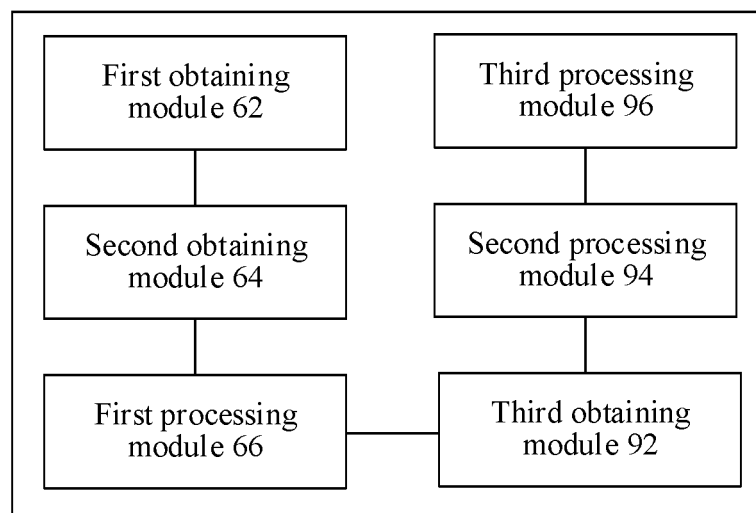 First obtaining
module 62
Second obtaining
module 64
First processing
module 66
Third processing
module 96
Second processing
module 94
Third obtaining
module 92